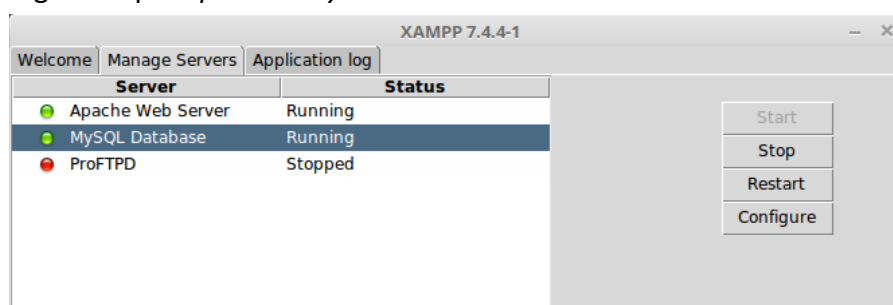 XAMPP 7.4.4-1
Welcome Manage Servers Application log
Server Status
Apache Web Server Running
MySQL Database Running
ProFTPD Stopped
Start
Stop
Restart
Configure